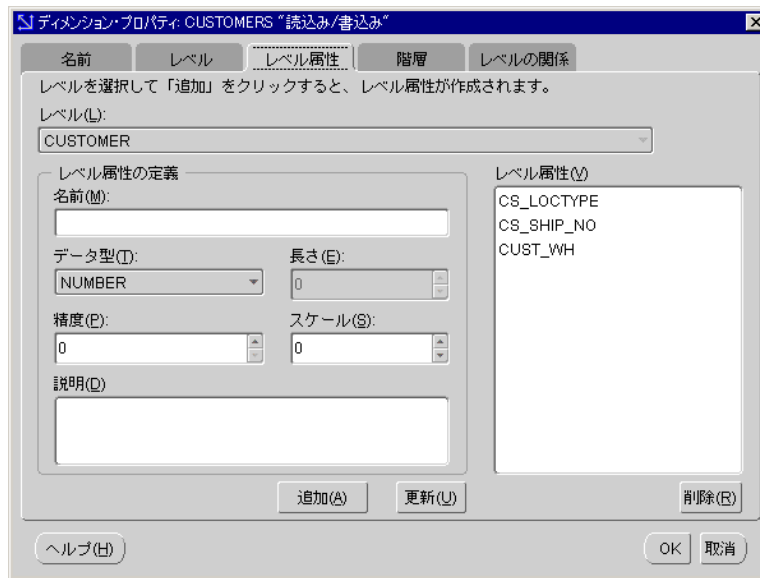 ディメンション・プロパティ: CUSTOMERS “読込み/書込み“
名前 レベル レベル属性 階層 レベルの関係
レベルを選択して「追加」をクリックすると、レベル属性が作成されます。
レベル(L):
CUSTOMER
レベル属性の定義
名前(M):
データ型(T): 長さ(E):
NUMBER 0
精度(P): スケール(S):
0 0
説明(D)
追加(A) 更新(U)
レベル属性(V)
CS_LOCTYPE
CS_SHIP_NO
CUST_WH
削除(R)
ヘルプ(H) OK 取消